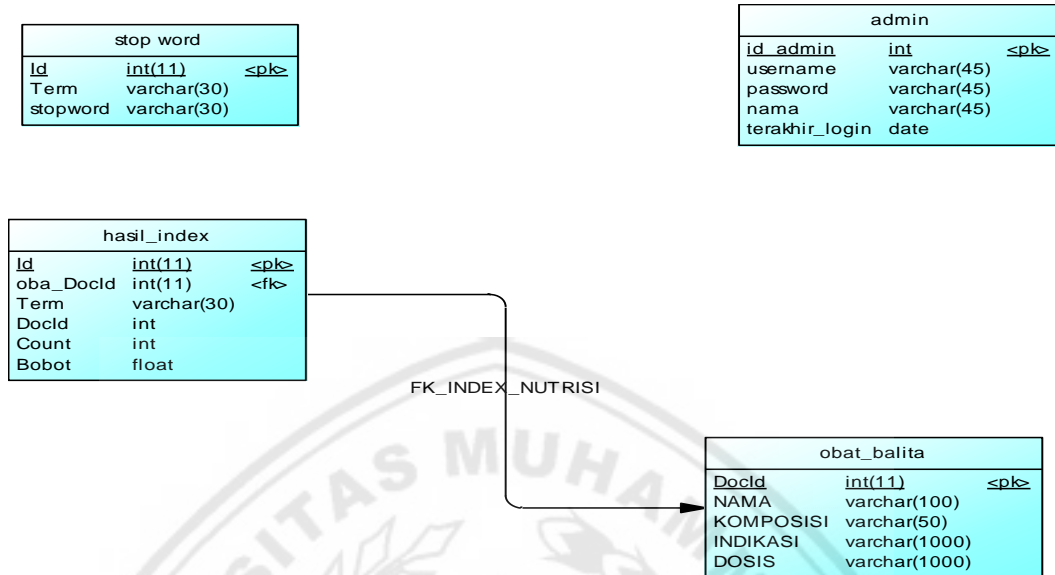 stop word
Id int(11) <pk>
Term varchar(30)
stopword varchar(30)
admin
id_admin int <pk>
username varchar(45)
password varchar(45)
nama varchar(45)
terakhir_login date
hasil_index
Id int(11) <pk>
oba_DocId int(11) <fk>
Term varchar(30)
DocId int
Count int
Bobot float
FK_INDEX_NUTRISI
obat_balita
DocId int(11) <pk>
NAMA varchar(100)
KOMPOSISI varchar(50)
INDIKASI varchar(1000)
DOSIS varchar(1000)